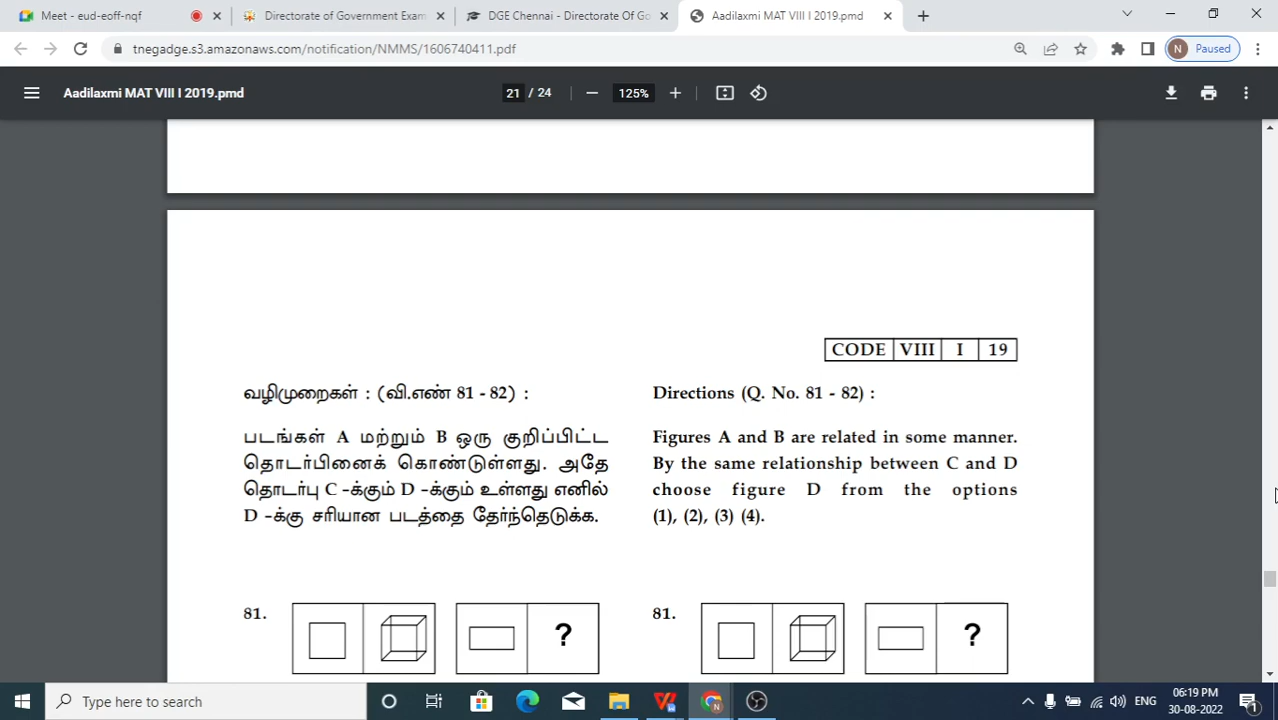 Meet - eud-eoff-nqf
Directorate of Government Exam
DGE Chennai - Directorate Of Go
Aadilaxmi MAT VIII I 2019.pmd
tnegadge.s3.amazonaws.com/notification/NMMS/1606740411.pdf
N Paused
Aadilaxmi MAT VIII I 2019.pmd
21 / 24
125%
CODE VIII I 19
வழிமுறைகள் : (வி.எண் 81 - 82) :
படங்கள் A மற்றும் B ஒரு குறிப்பிட்ட
தொடர்பினைக் கொண்டுள்ளது. அதே
தொடர்பு C -க்கும் D -க்கும் உள்ளது எனில்
D -க்கு சரியான படத்தை தேர்ந்தெடுக்க.
81.
?
Directions (Q. No. 81 - 82) :
Figures A and B are related in some manner.
By the same relationship between C and D
choose figure D from the options
(1), (2), (3) (4).
81.
?
Type here to search
N
ENG
06:19 PM
30-08-2022
1